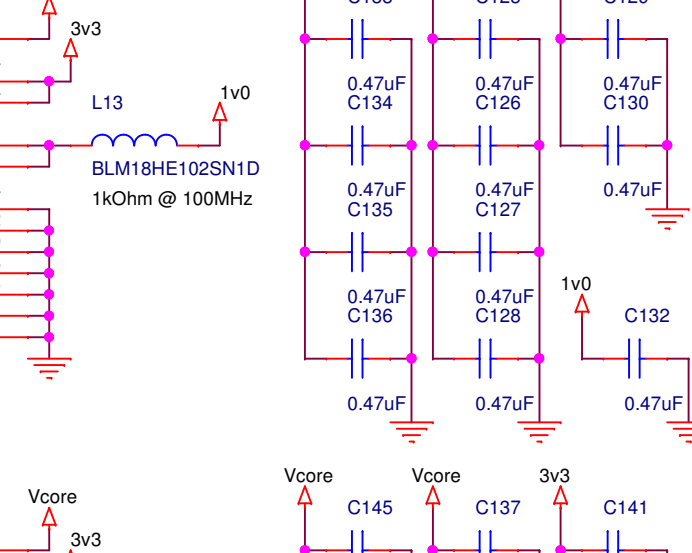 3v3
0.47uF
0.47uF
0.47uF
L13
1v0
C134
C126
C130
BLM18HE102SN1D
0.47uF
0.47uF
0.47uF
1kOhm @ 100MHz
C135
C127
0.47uF
0.47uF
1v0
C136
C128
C132
0.47uF
0.47uF
0.47uF
Vcore
Vcore
3v3
Vcore
C145
C137
C141
3v3